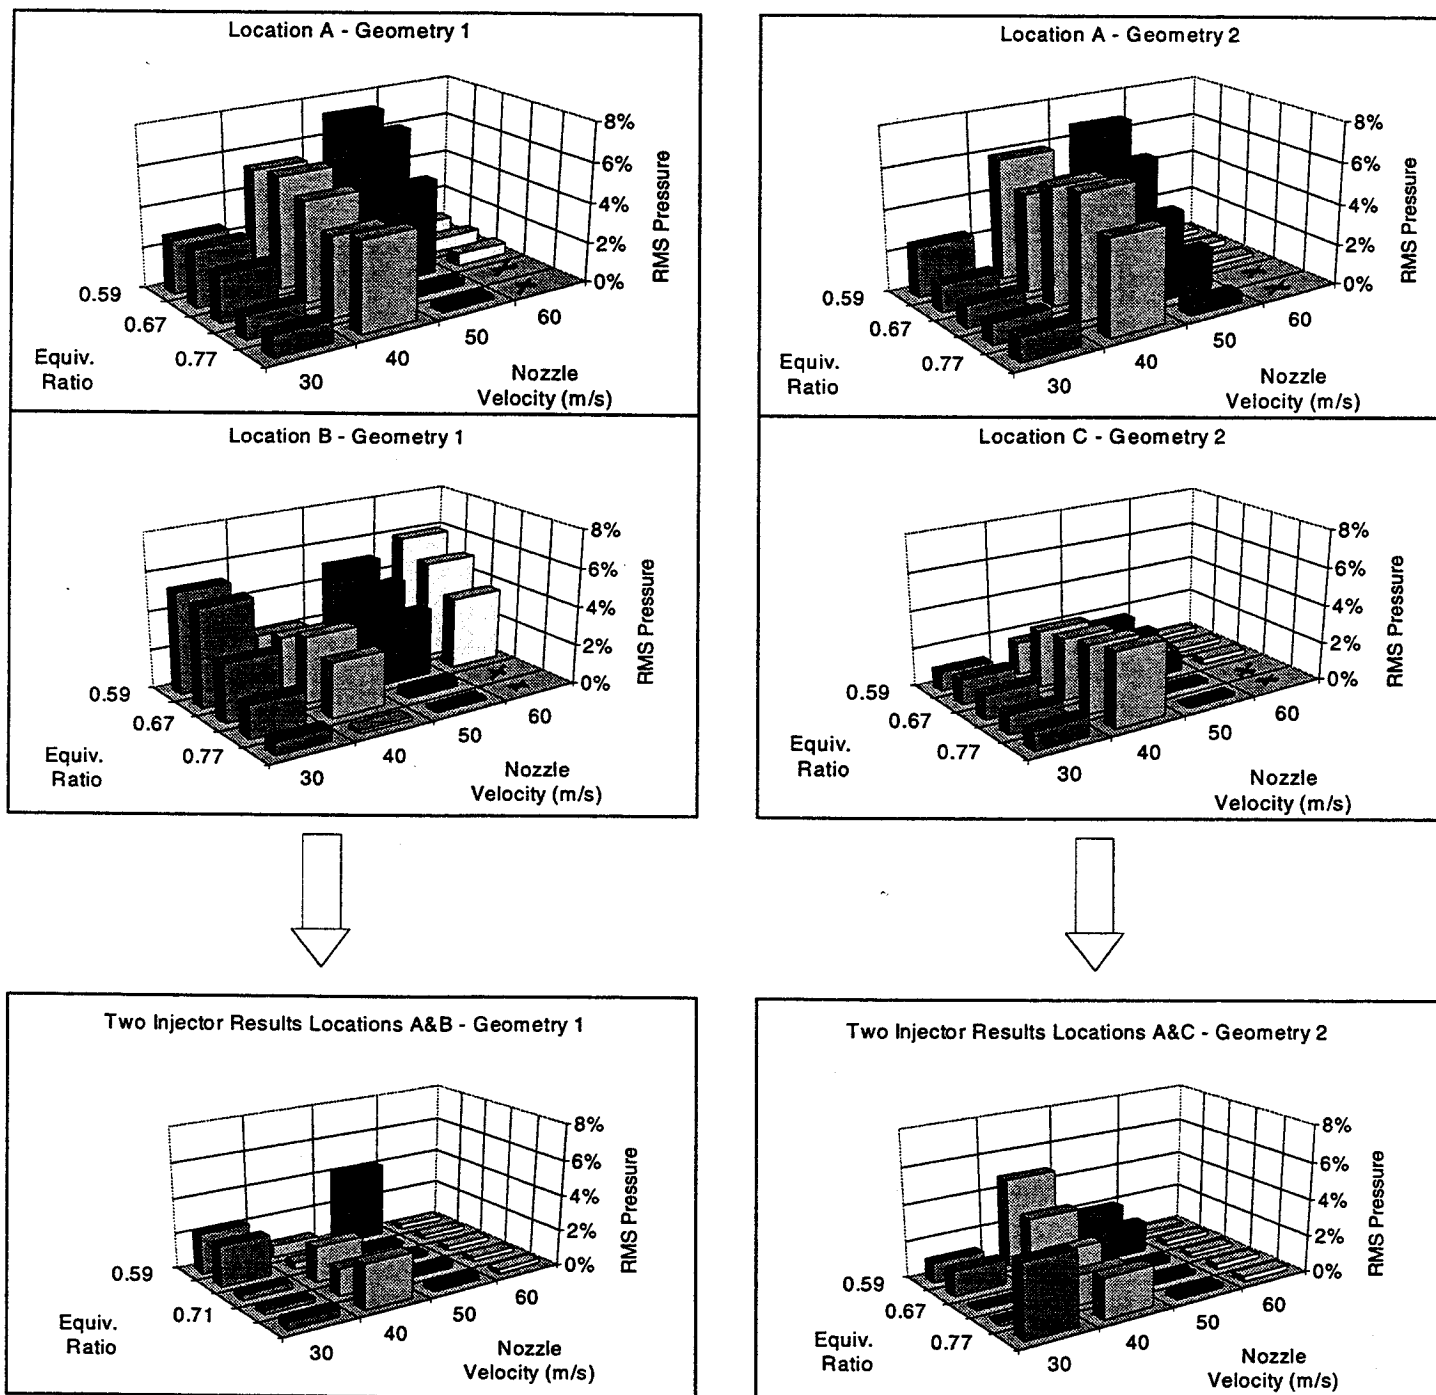 Location A - Geometry 1
8%
6%
4%
2%
0%
RMS Pressure
0.59
0.67
0.77
Equiv.
Ratio
30
40
50
60
Nozzle
Velocity (m/s)
Location A - Geometry 2
8%
6%
4%
2%
0%
RMS Pressure
0.59
0.67
0.77
Equiv.
Ratio
30
40
50
60
Nozzle
Velocity (m/s)
Location B - Geometry 1
8%
6%
4%
2%
0%
RMS Pressure
0.59
0.67
0.77
Equiv.
Ratio
30
40
50
60
Nozzle
Velocity (m/s)
Location C - Geometry 2
8%
6%
4%
2%
0%
RMS Pressure
0.59
0.67
0.77
Equiv.
Ratio
30
40
50
60
Nozzle
Velocity (m/s)
Two Injector Results Locations A&B - Geometry 1
8%
6%
4%
2%
0%
RMS Pressure
0.59
0.71
Equiv.
Ratio
30
40
50
60
Nozzle
Velocity (m/s)
Two Injector Results Locations A&C - Geometry 2
8%
6%
4%
2%
0%
RMS Pressure
0.59
0.67
0.77
Equiv.
Ratio
30
40
50
60
Nozzle
Velocity (m/s)